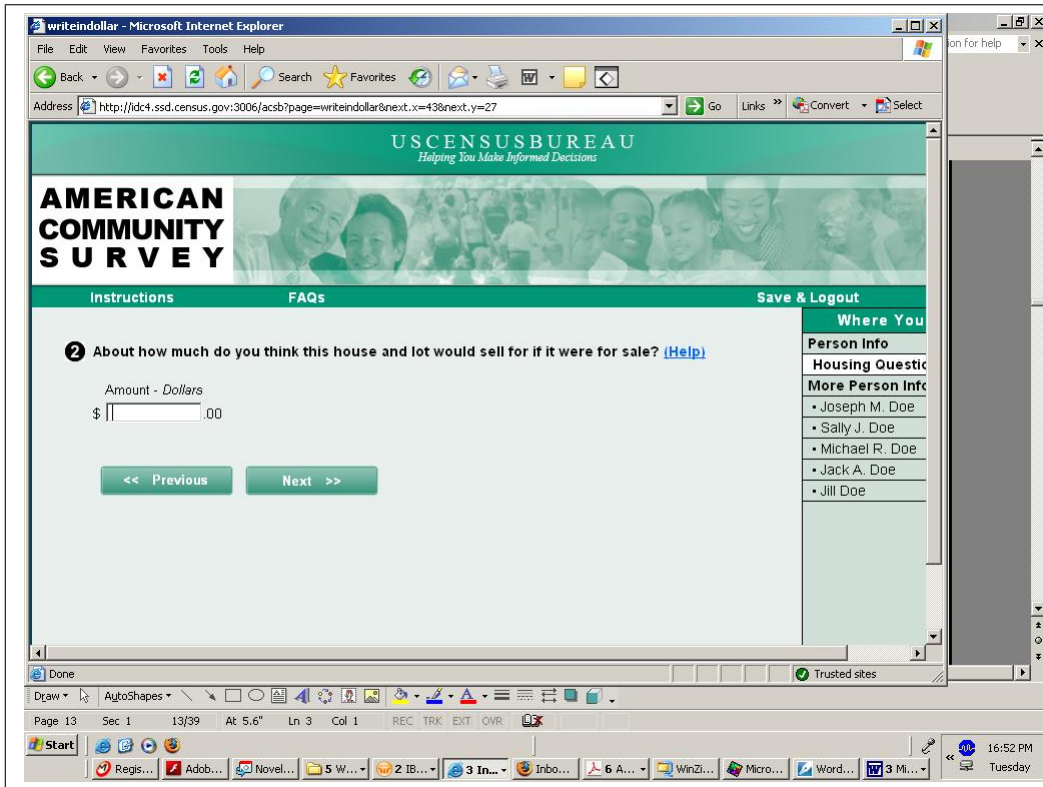 writeindollar - Microsoft Internet Explorer
File Edit View Favorites Tools Help
ion for help
Back Search Favorites
Address http://idc4.ssd.census.gov:3006/acsb?page=writeindollar&next.x=43&next.y=27 Go Links » Convert Select
USCENSUSBUREAU
Helping You Make Informed Decisions
AMERICAN
COMMUNITY
SURVEY
Instructions FAQs Save & Logout
Where You
Person Info
2 About how much do you think this house and lot would sell for if it were for sale? (Help)
Housing Questio
More Person Info
Amount - Dollars
• Joseph M. Doe
$ .00
• Sally J. Doe
• Michael R. Doe
<< Previous Next >>
• Jack A. Doe
• Jill Doe
Done Trusted sites
Draw AutoShapes
Page 13 Sec 1 13/39 At 5.6" Ln 3 Col 1 REC TRK EXT OVR
Start « 16:52 PM
Regis... Adob... Novel... 5 W... 2 IB... 3 In... Inbo... 6 A... WinZi... Micro... Word... 3 Mi... Tuesday